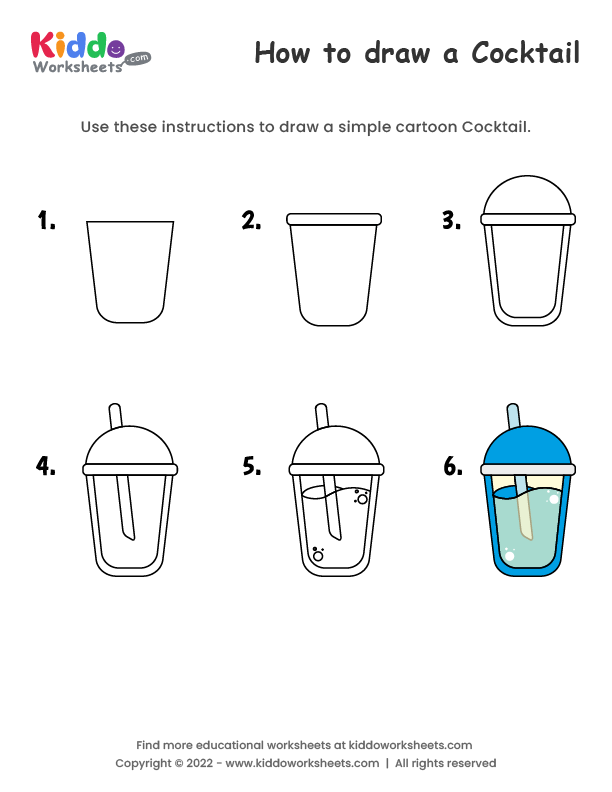 Kiddo
Worksheets
.com
How to draw a Cocktail
Use these instructions to draw a simple cartoon Cocktail.
1.
2.
3.
4.
5.
6.
Find more educational worksheets at kiddoworksheets.com
Copyright © 2022 - www.kiddoworksheets.com | All rights reserved